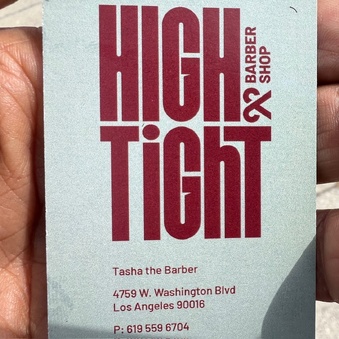 HIGH
TiGhT
BARBER
SHOP
Tasha the Barber
4759 W. Washington Blvd
Los Angeles 90016
P: 619 559 6704